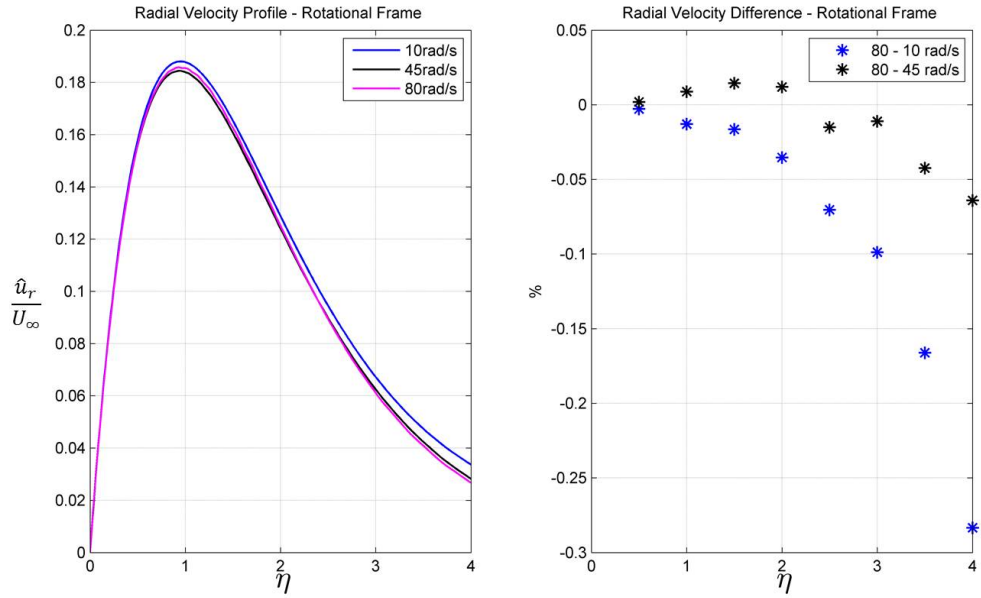 Radial Velocity Profile - Rotational Frame
0.2
0.18
0.16
0.14
0.12
0.1
0.08
0.06
0.04
0.02
0
û_r
U_∞
10rad/s
45rad/s
80rad/s
0 1 2 3 4
η
Radial Velocity Difference - Rotational Frame
0.05
0
-0.05
-0.1
-0.15
-0.2
-0.25
-0.3
%
80 - 10 rad/s
80 - 45 rad/s
0 1 2 3 4
η